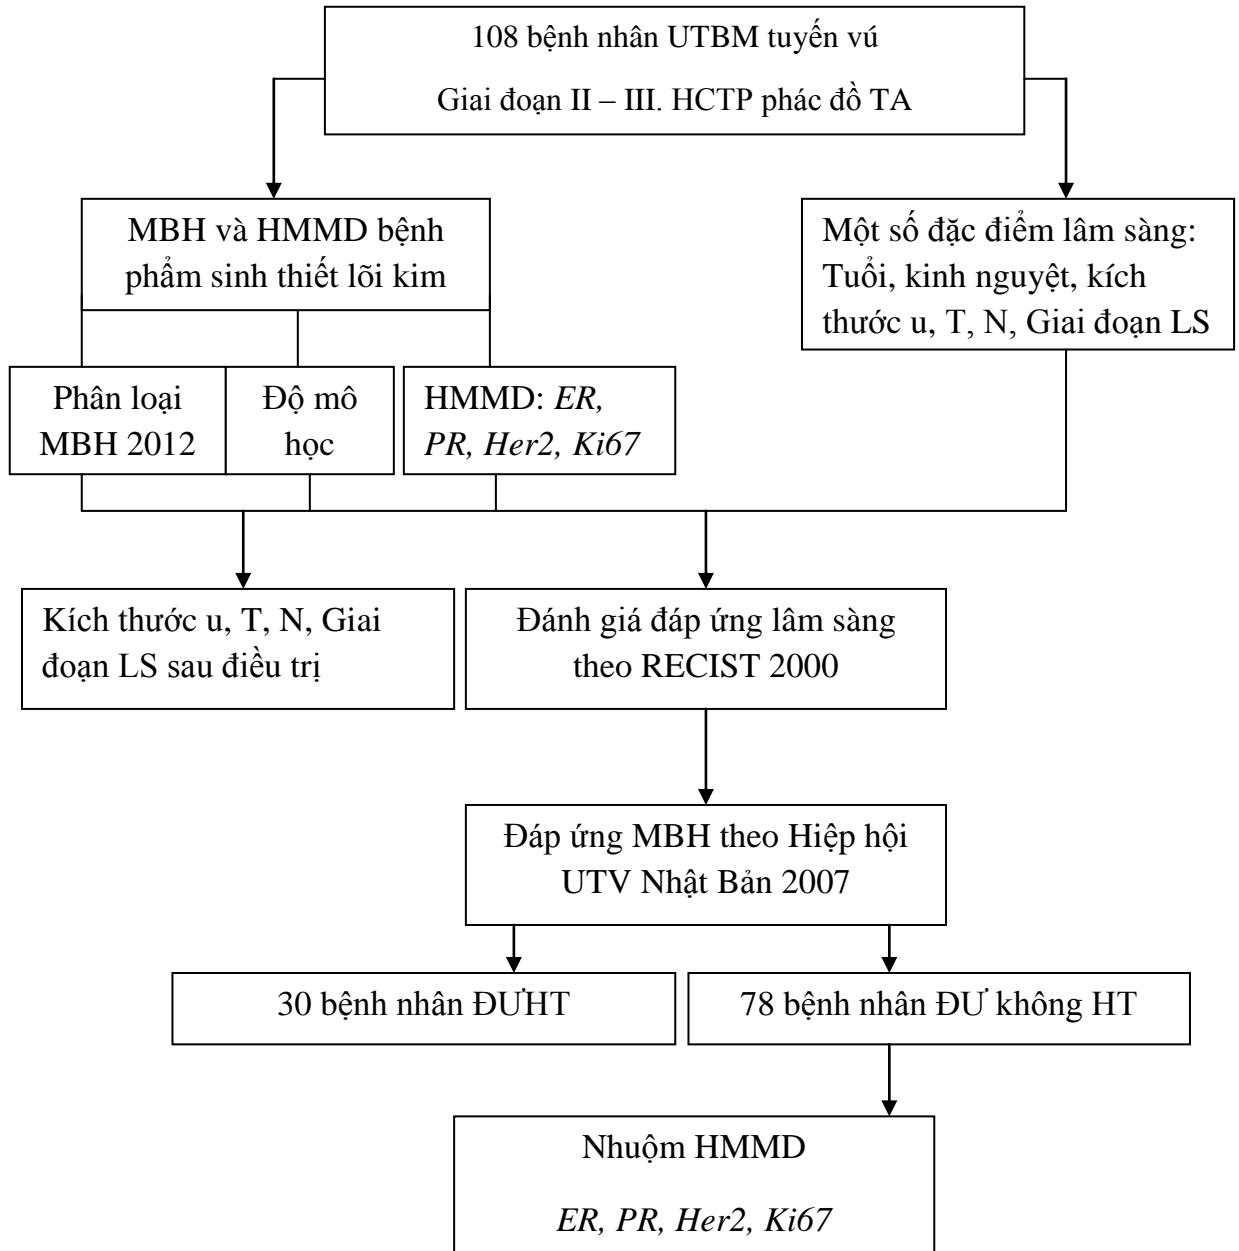 108 bệnh nhân UTBM tuyến vú
Giai đoạn II – III. HCTP phác đồ TA
MBH và HMMD bệnh
phẩm sinh thiết lõi kim
Một số đặc điểm lâm sàng:
Tuổi, kinh nguyệt, kích
thước u, T, N, Giai đoạn LS
Phân loại
MBH 2012
Độ mô
học
HMMD: ER,
PR, Her2, Ki67
Kích thước u, T, N, Giai
đoạn LS sau điều trị
Đánh giá đáp ứng lâm sàng
theo RECIST 2000
Đáp ứng MBH theo Hiệp hội
UTV Nhật Bản 2007
30 bệnh nhân ĐƯHT
78 bệnh nhân ĐƯ không HT
Nhuộm HMMD
ER, PR, Her2, Ki67